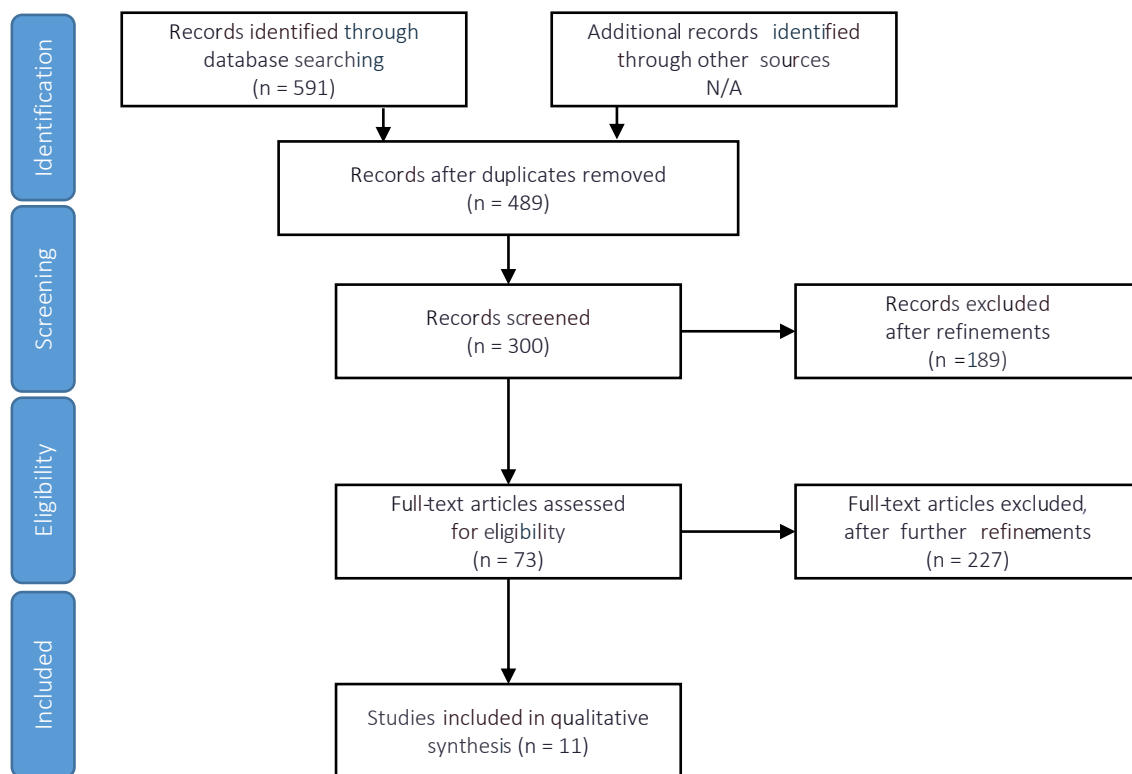 Identification
Records identified through
database searching
(n = 591)
Additional records identified
through other sources
N/A
Records after duplicates removed
(n = 489)
Screening
Records screened
(n = 300)
Records excluded
after refinements
(n =189)
Eligibility
Full-text articles assessed
for eligibility
(n = 73)
Full-text articles excluded,
after further refinements
(n = 227)
Included
Studies included in qualitative
synthesis (n = 11)